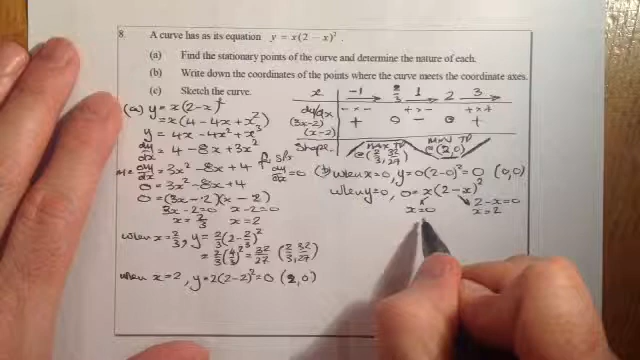 8. A curve has as its equation y = x(2 − x)².
(a) Find the stationary points of the curve and determine the nature of each.
(b) Write down the coordinates of the points where the curve meets the coordinate axes.
(c) Sketch the curve.
(a) y = x(2-x)²
= x(4-4x+x²)
y = 4x-4x²+x³
dy/dx = 4-8x+3x²
dy/dx = 3x²-8x+4
for SPs dy/dx = 0
0 = 3x²-8x+4
0 = (3x-2)(x-2)
3x-2=0 x-2=0
x = 2/3 x = 2
when x = 2/3, y = 2/3(2-2/3)²
= 2/3(4/3)² = 32/27 (2/3, 32/27)
when x = 2, y = 2(2-2)² = 0 (2,0)
x -1 2/3 1 2 3
dy/dx - x - + x - + x +
(3x-2) (x-2) + 0 - 0 +
Slope
MAX TP @ (2/3, 32/27)
MIN TP @ (2,0)
(b) when x=0, y=0(2-0)²=0 (0,0)
when y=0, 0 = x(2-x)²
x=0 2-x=0
x=2